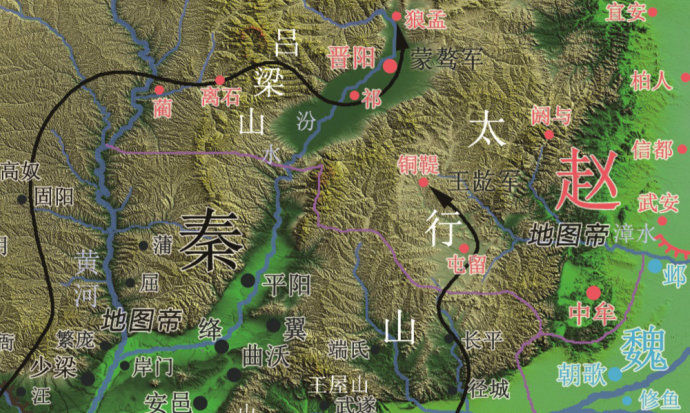 狼孟
宜安
吕
梁
山
晋阳
蒙骜军
柏人
蔺
离石
祁
汾
水
太
行
山
阏与
信都
高奴
固阳
铜鞮
王龁军
赵
武安
秦
蒲
地图帝
漳水
黄
河
屈
平阳
屯留
邺
中牟
地图帝
绛
翼
繁庞
长平
魏
少梁
岸门
曲沃
端氏
朝歌
汪
王屋山
径城
安邑
山
武遂
修鱼